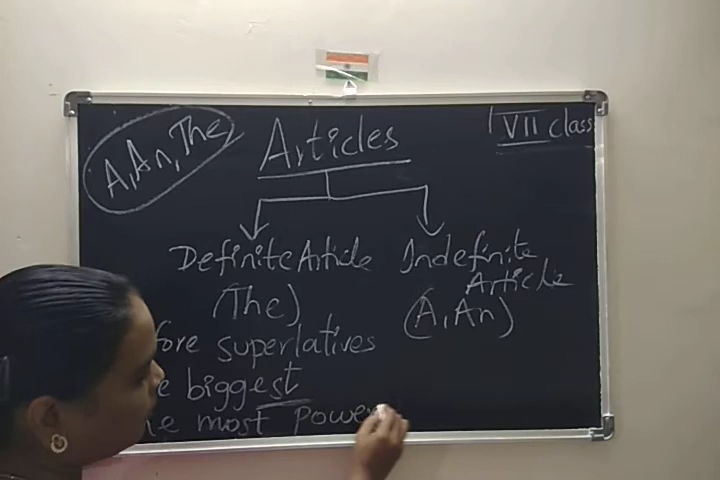 A, An, The
Articles
VII class
Definite Article
(The)
Indefinite
Article
(A, An)
superlatives
biggest
most